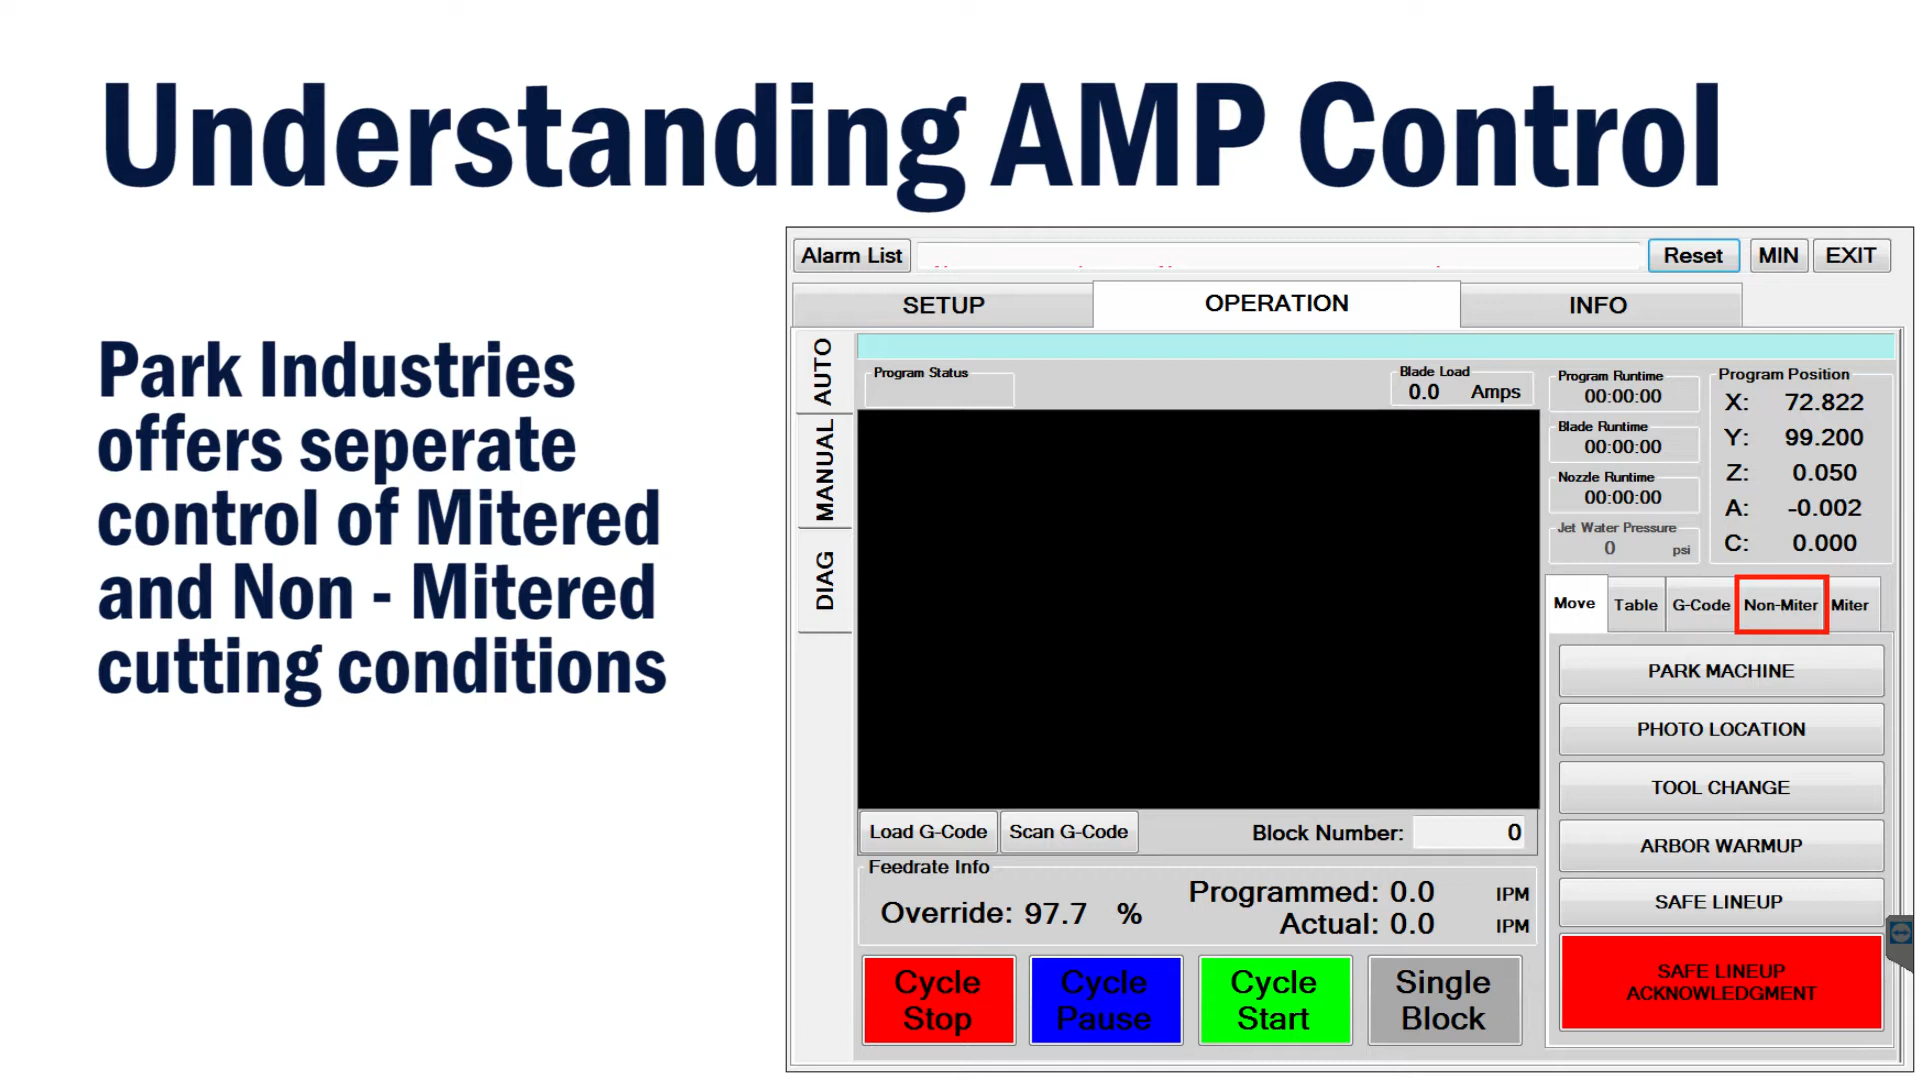 Understanding AMP Control
Park Industries
offers seperate
control of Mitered
and Non - Mitered
cutting conditions
Alarm List
Reset
MIN
EXIT
SETUP
OPERATION
INFO
AUTO
MANUAL
DIAG
Program Status
Blade Load
0.0 Amps
Program Runtime
00:00:00
Blade Runtime
00:00:00
Nozzle Runtime
00:00:00
Jet Water Pressure
0 psi
Program Position
X: 72.822
Y: 99.200
Z: 0.050
A: -0.002
C: 0.000
Move
Table
G-Code
Non-Miter
Miter
PARK MACHINE
PHOTO LOCATION
TOOL CHANGE
ARBOR WARMUP
SAFE LINEUP
SAFE LINEUP
ACKNOWLEDGMENT
Load G-Code
Scan G-Code
Block Number: 0
Feedrate Info
Override: 97.7 %
Programmed: 0.0 IPM
Actual: 0.0 IPM
Cycle
Stop
Cycle
Pause
Cycle
Start
Single
Block